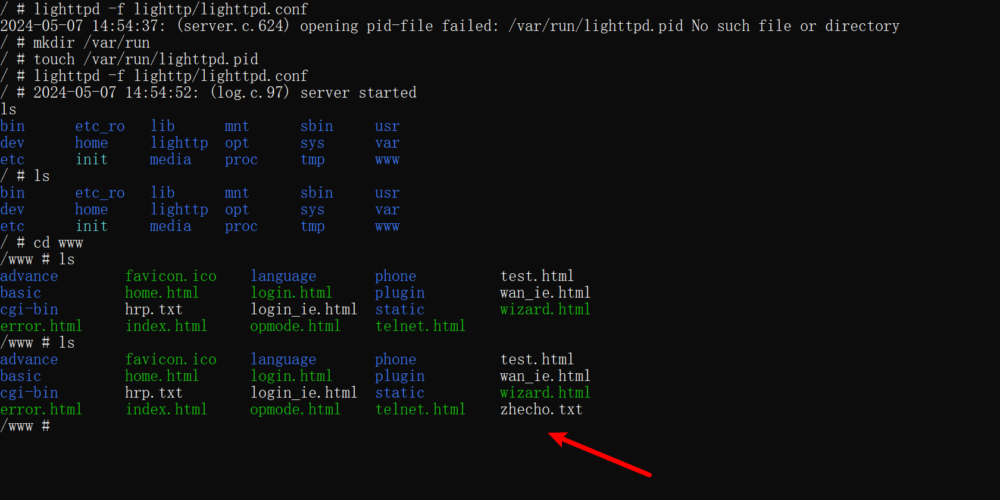 / # lighttpd -f lighttp/lighttpd.conf
2024-05-07 14:54:37: (server.c.624) opening pid-file failed: /var/run/lighttpd.pid No such file or directory
/ # mkdir /var/run
/ # touch /var/run/lighttpd.pid
/ # lighttpd -f lighttp/lighttpd.conf
/ # 2024-05-07 14:54:52: (log.c.97) server started
ls
bin      etc_ro   lib      mnt      sbin     usr
dev      home     lighttp  opt      sys      var
etc      init     media    proc     tmp      www
/ # ls
bin      etc_ro   lib      mnt      sbin     usr
dev      home     lighttp  opt      sys      var
etc      init     media    proc     tmp      www
/ # cd www
/www # ls
advance        favicon.ico    language       phone          test.html
basic          home.html      login.html     plugin         wan_ie.html
cgi-bin        hrp.txt        login_ie.html  static         wizard.html
error.html     index.html     opmode.html    telnet.html
/www # ls
advance        favicon.ico    language       phone          test.html
basic          home.html      login.html     plugin         wan_ie.html
cgi-bin        hrp.txt        login_ie.html  static         wizard.html
error.html     index.html     opmode.html    telnet.html    zhecho.txt
/www #